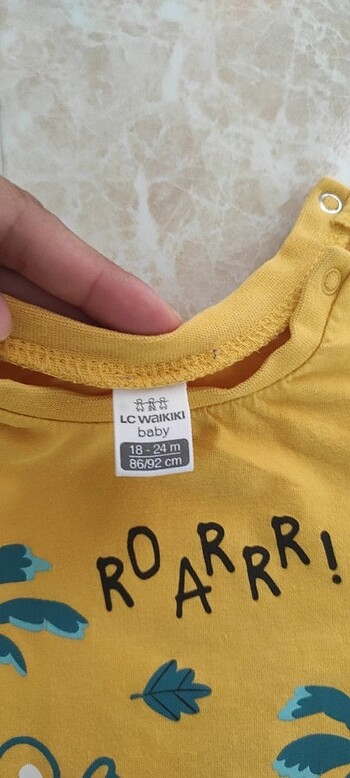 LC WAIKIKI
baby
18 - 24 m
86/92 cm
ROARRR!